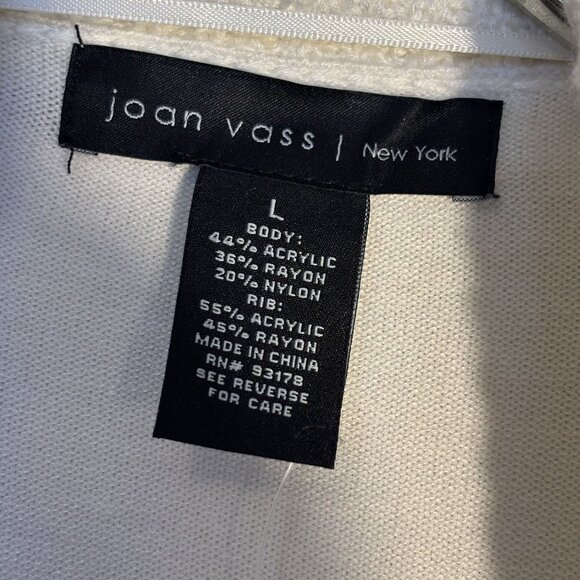 joan vass | New York
L
BODY:
44% ACRYLIC
36% RAYON
20% NYLON
RIB:
55% ACRYLIC
45% RAYON
MADE IN CHINA
RN# 93178
SEE REVERSE
FOR CARE